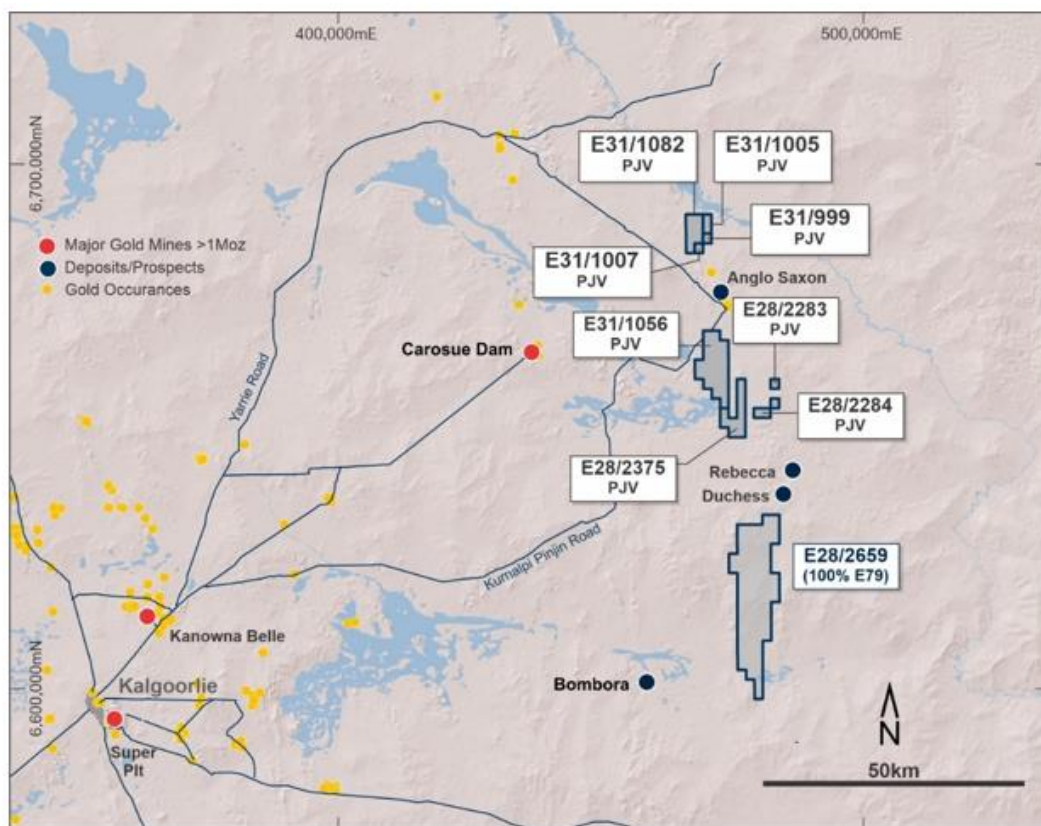 400,000mE
500,000mE
6,700,000mN
E31/1082
PJV
E31/1005
PJV
E31/999
PJV
Major Gold Mines >1Moz
Deposits/Prospects
Gold Occurances
E31/1007
PJV
Anglo Saxon
E31/1056
PJV
E28/2283
PJV
Carosue Dam
Yarrie Road
E28/2284
PJV
E28/2375
PJV
Rebecca
Duchess
Kurnalpi Pinjin Road
E28/2659
(100% E79)
Kanowna Belle
Kalgoorlie
Bombora
6,600,000mN
Super
Pit
N
50km